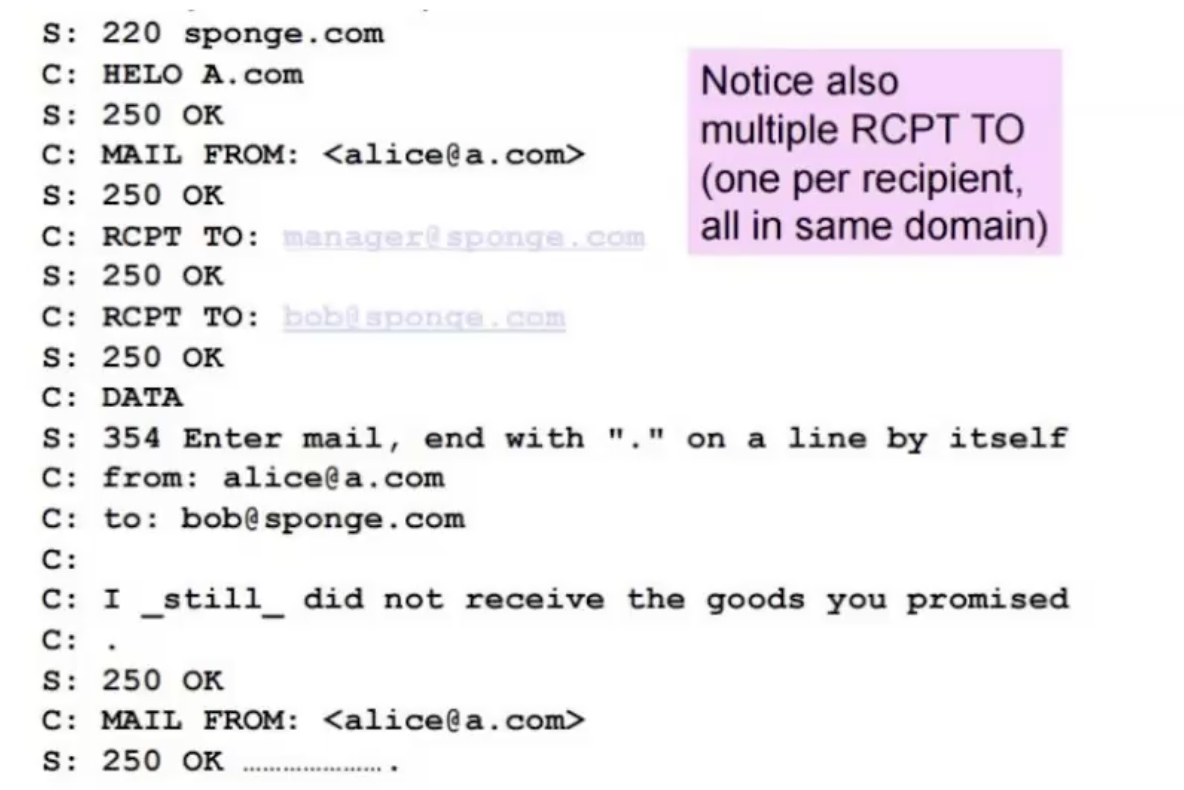 S: 220 sponge.com
C: HELO A.com
S: 250 OK
C: MAIL FROM: <alice@a.com>
S: 250 OK
C: RCPT TO: manager@sponge.com
S: 250 OK
C: RCPT TO: bob@sponge.com
S: 250 OK
C: DATA
S: 354 Enter mail, end with "." on a line by itself
C: from: alice@a.com
C: to: bob@sponge.com
C:
C: I _still_ did not receive the goods you promised
C: .
S: 250 OK
C: MAIL FROM: <alice@a.com>
S: 250 OK ......................
Notice also
multiple RCPT TO
(one per recipient,
all in same domain)